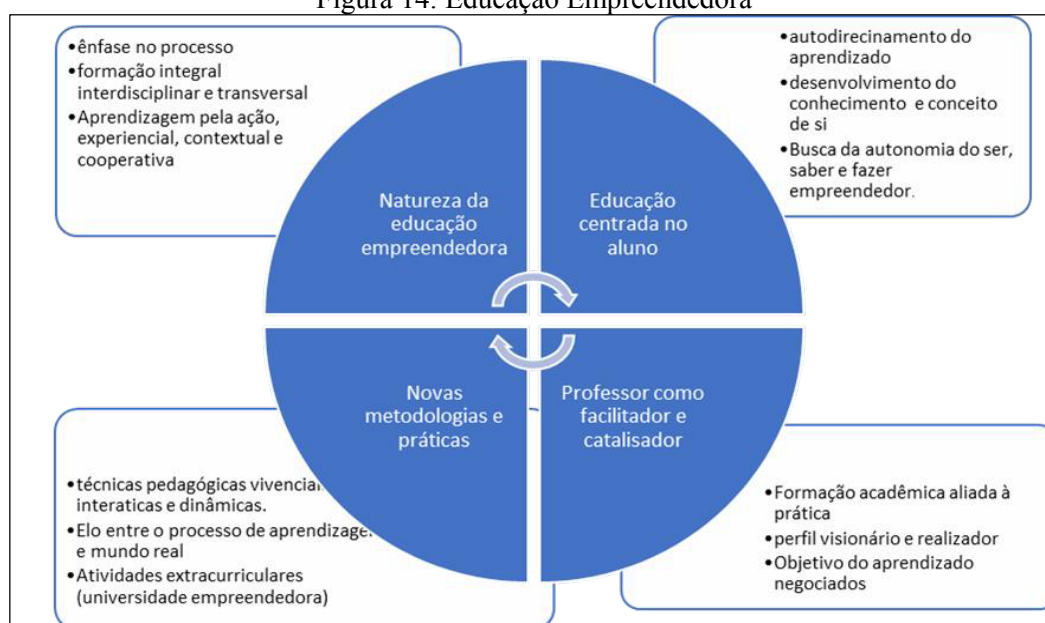 Figura 14: Educação Empreendedora
•ênfase no processo
•formação integral
interdisciplinar e transversal
•Aprendizagem pela ação,
experiencial, contextual e
cooperativa
•autodirecinamento do
aprendizado
•desenvolvimento do
conhecimento e conceito
de si
•Busca da autonomia do ser,
saber e fazer
empreendedor.
Natureza da
educação
empreendedora
Educação
centrada no
aluno
Novas
metodologias e
práticas
Professor como
facilitador e
catalisador
•técnicas pedagógicas
interaticas e dinâmicas.
•Elo entre o processo de
e mundo real
•Atividades extracurriculares
(universidade empreendedora)
•Formação acadêmica aliada à
prática
•perfil visionário e realizador
•Objetivo do aprendizado
negociados